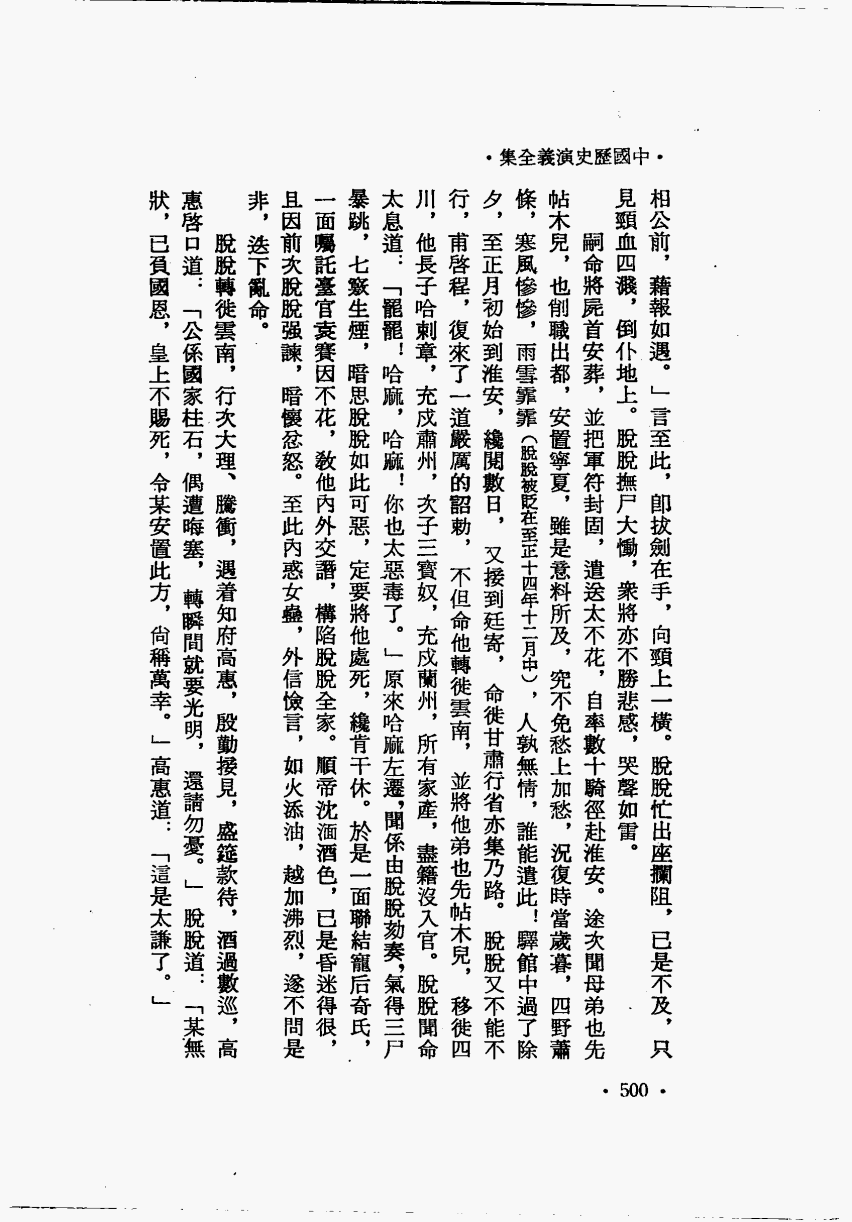 ·中國歷史演義全集·
相公前，藉報如遇。」言至此，卽拔劍在手，向頸上一橫。脫脫忙出座攔阻，已是不及，只
見頸血四濺，倒仆地上。脫脫撫尸大慟，衆將亦不勝悲感，哭聲如雷。
嗣命將屍首安葬，並把軍符封固，遣送太不花，自率數十騎徑赴淮安。途次聞母弟也先
帖木兒，也削職出都，安置寧夏，雖是意料所及，究不免愁上加愁，況復時當歲暮，四野蕭
條，寒風慘慘，雨雪霏霏（脫脫被貶在至正十四年十二月中），人孰無情，誰能遣此！驛館中過了除
夕，至正月初始到淮安，纔閱數日，又接到廷寄，命徙甘肅行省亦集乃路。脫脫又不能不
行，甫啓程，復來了一道嚴厲的詔勅，不但命他轉徙雲南，並將他弟也先帖木兒，移徙四
川，他長子哈剌章，充戍肅州，次子三寶奴，充戍蘭州，所有家產，盡籍沒入官。脫脫聞命
太息道：「罷罷！哈麻，哈麻！你也太惡毒了。」原來哈麻左遷，聞係由脫脫劾奏，氣得三尸
暴跳，七竅生煙，暗思脫脫如此可惡，定要將他處死，纔肯干休。於是一面聯結寵后奇氏，
一面囑託臺官袁賽因不花，敎他內外交譖，構陷脫脫全家。順帝沈湎酒色，已是昏迷得很，
且因前次脫脫强諫，暗懷忿怒。至此內惑女蠱，外信憸言，如火添油，越加沸烈，遂不問是
非，迭下亂命。
脫脫轉徙雲南，行次大理、騰衝，遇着知府高惠，殷勤接見，盛筵款待，酒過數巡，高
惠啓口道：「公係國家柱石，偶遭晦塞，轉瞬間就要光明，還請勿憂。」脫脫道：「某無
狀，已負國恩，皇上不賜死，令某安置此方，尙稱萬幸。」高惠道：「這是太謙了。」
·500·